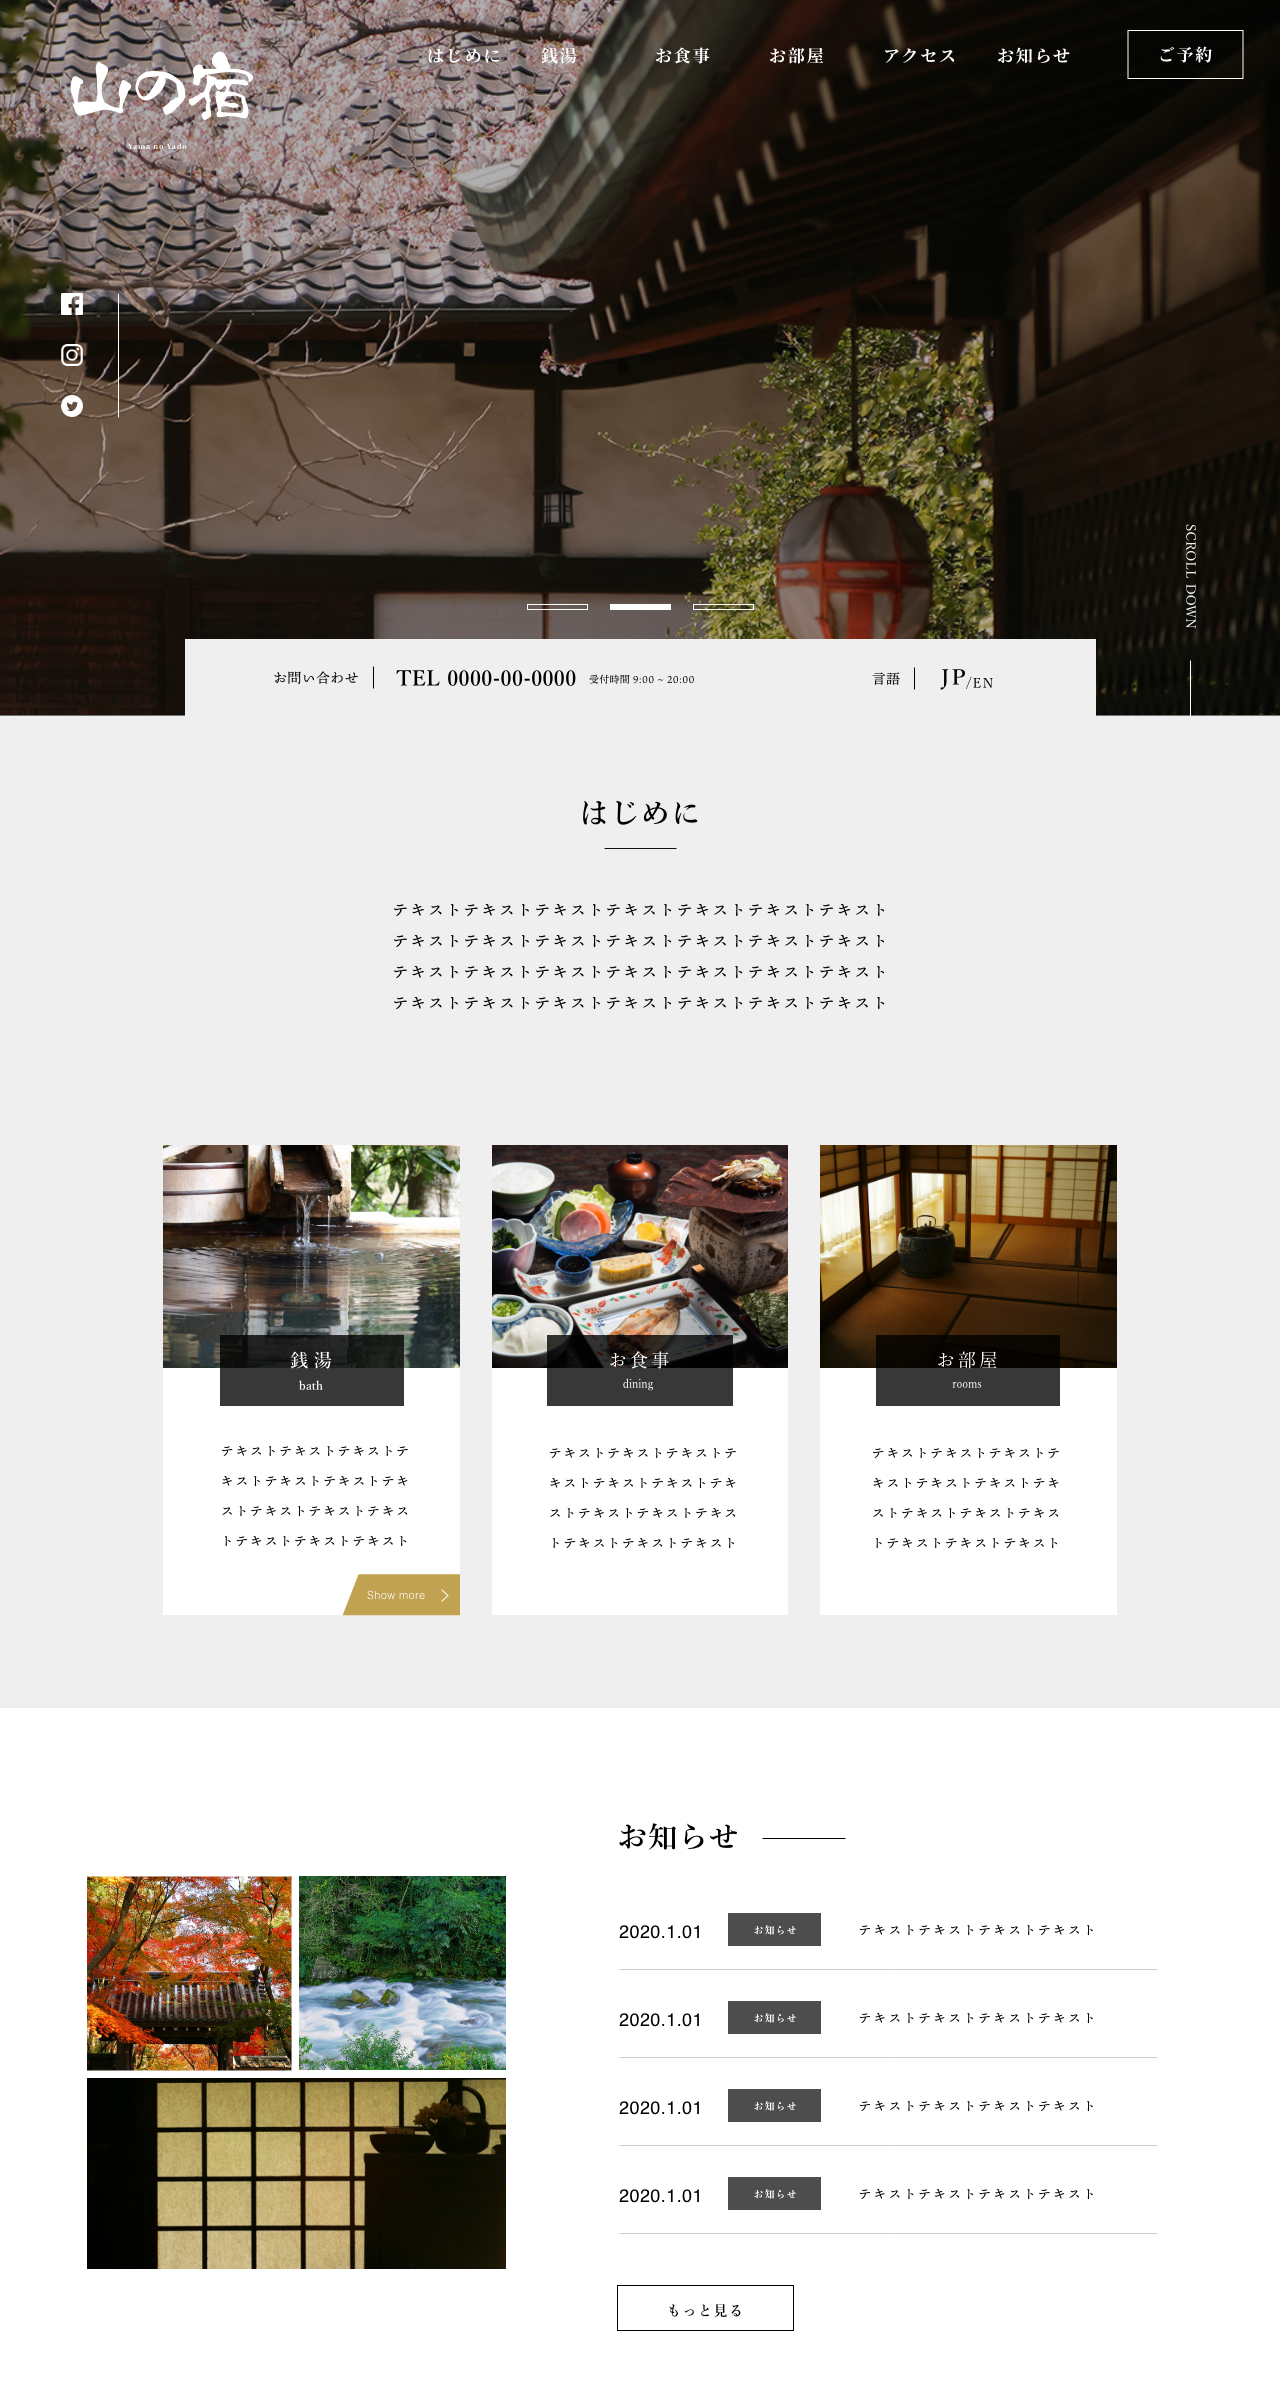 山の宿
Yama no Yado
はじめに 銭湯 お食事 お部屋 アクセス お知らせ ご予約
SCROLL DOWN
お問い合わせ TEL 0000-00-0000 受付時間 9:00 ~ 20:00 言語 JP/EN
はじめに
テキストテキストテキストテキストテキストテキストテキスト
テキストテキストテキストテキストテキストテキストテキスト
テキストテキストテキストテキストテキストテキストテキスト
テキストテキストテキストテキストテキストテキストテキスト
銭湯
bath
テキストテキストテキストテ
キストテキストテキストテキ
ストテキストテキストテキス
トテキストテキストテキスト
Show more
お食事
dining
テキストテキストテキストテ
キストテキストテキストテキ
ストテキストテキストテキス
トテキストテキストテキスト
お部屋
rooms
テキストテキストテキストテ
キストテキストテキストテキ
ストテキストテキストテキス
トテキストテキストテキスト
お知らせ
2020.1.01 お知らせ テキストテキストテキストテキスト
2020.1.01 お知らせ テキストテキストテキストテキスト
2020.1.01 お知らせ テキストテキストテキストテキスト
2020.1.01 お知らせ テキストテキストテキストテキスト
もっと見る